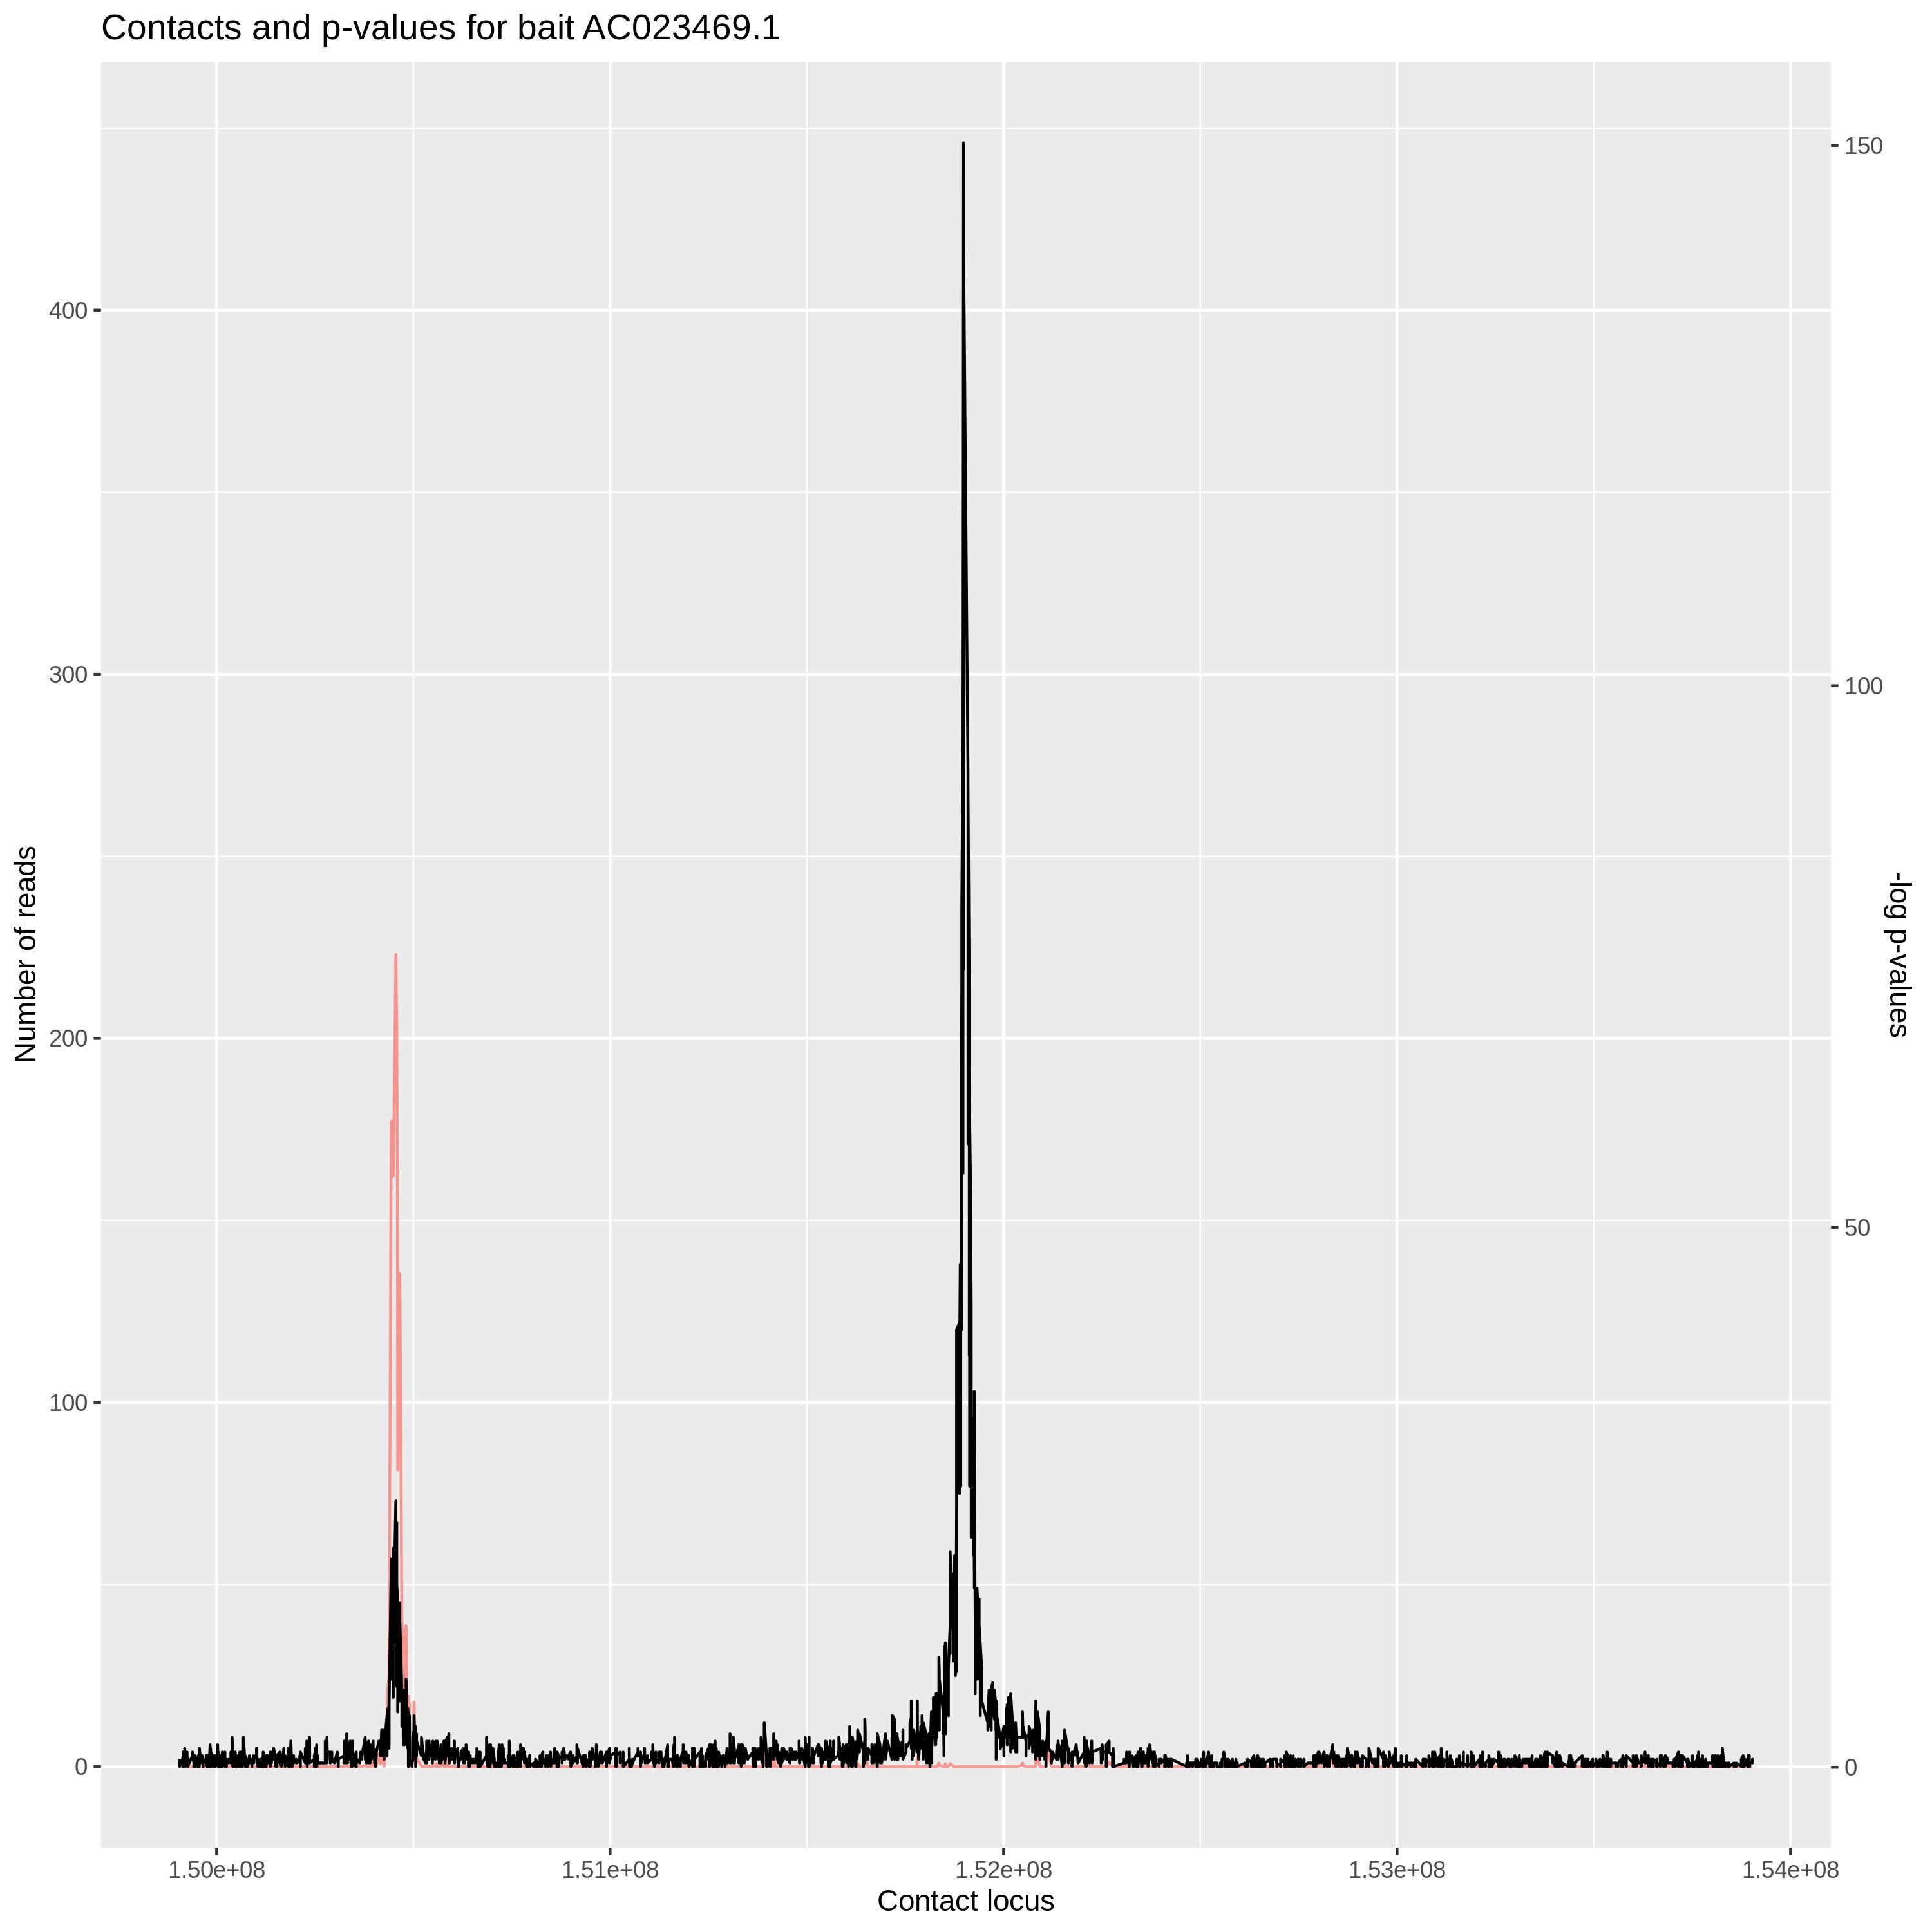 Contacts and p-values for bait AC023469.1
400
300
200
100
0
150
100
50
0
Number of reads
-log p-values
1.50e+08
1.51e+08
1.52e+08
1.53e+08
1.54e+08
Contact locus